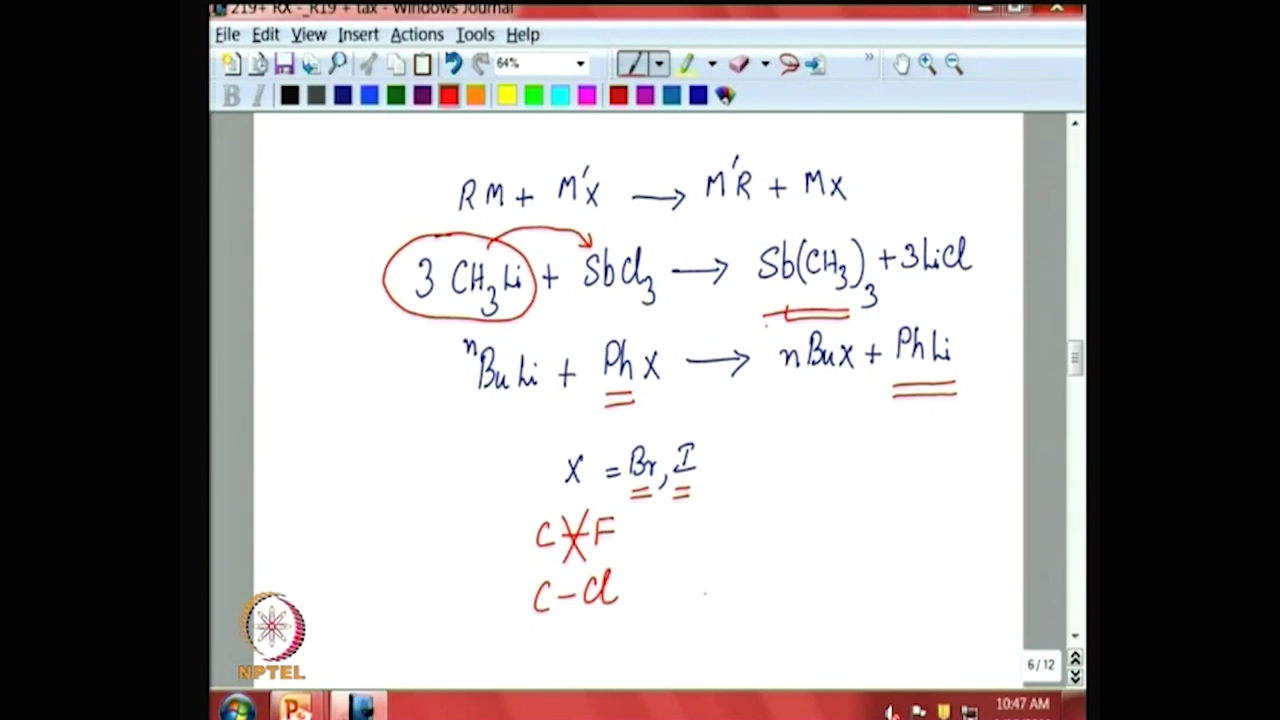 219+ RX - R19 + tax - Windows Journal
File Edit View Insert Actions Tools Help
64%
B I
RM + M'X → M'R + MX
3 CH₃Li + SbCl₃ → Sb(CH₃)₃ + 3LiCl
ⁿBuLi + PhX → nBuX + PhLi
X = Br, I
C F
C-Cl
NPTEL
6/12
10:47 AM